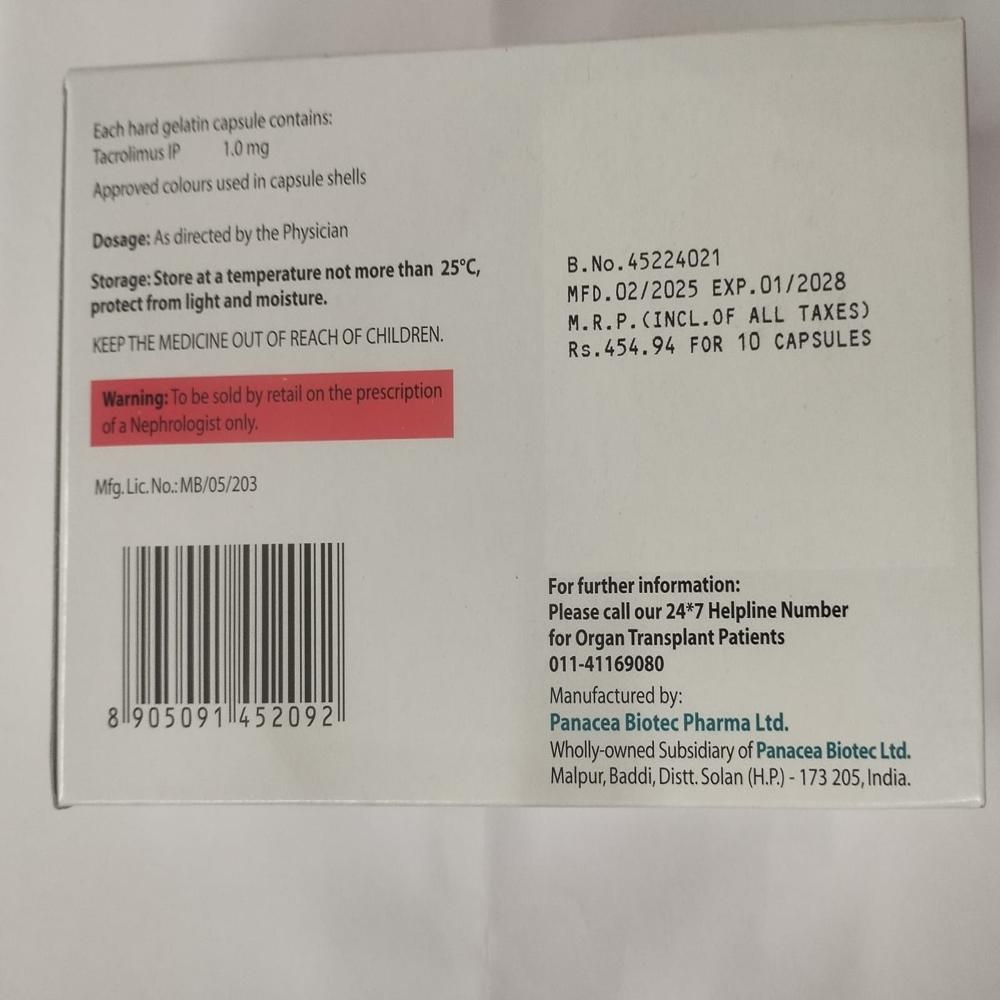 Each hard gelatin capsule contains:
Tacrolimus IP 1.0 mg
Approved colours used in capsule shells
Dosage: As directed by the Physician
Storage: Store at a temperature not more than 25°C,
protect from light and moisture.
KEEP THE MEDICINE OUT OF REACH OF CHILDREN.
Warning: To be sold by retail on the prescription
of a Nephrologist only.
Mfg. Lic. No.: MB/05/203
8 905091 452092
B.No.45224021
MFD.02/2025 EXP.01/2028
M.R.P.(INCL.OF ALL TAXES)
Rs.454.94 FOR 10 CAPSULES
For further information:
Please call our 24*7 Helpline Number
for Organ Transplant Patients
011-41169080
Manufactured by:
Panacea Biotec Pharma Ltd.
Wholly-owned Subsidiary of Panacea Biotec Ltd.
Malpur, Baddi, Distt. Solan (H.P.) - 173 205, India.